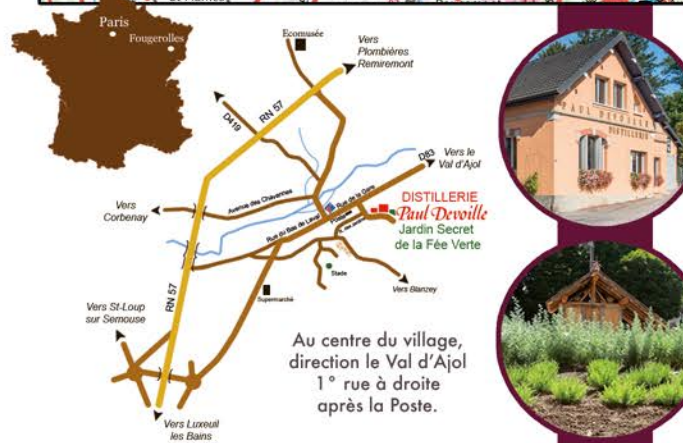 Paris
Fougerolles
Ecomusée
Vers
Plombières
Remiremont
RN 57
D419
D83
Vers le
Val d'Ajol
Vers
Corbenay
Avenue des Chavannes
Rue de la Gare
Rue du Bas de Laval
DISTILLERIE
Paul Devoille
Jardin Secret
de la Fée Verte
Stade
Vers Blanzey
Supermarché
RN 57
Vers St-Loup
sur Semouse
Vers Luxeuil
les Bains
Au centre du village,
direction le Val d'Ajol
1° rue à droite
après la Poste.
PAUL DEVOILLE
DISTILLERIE